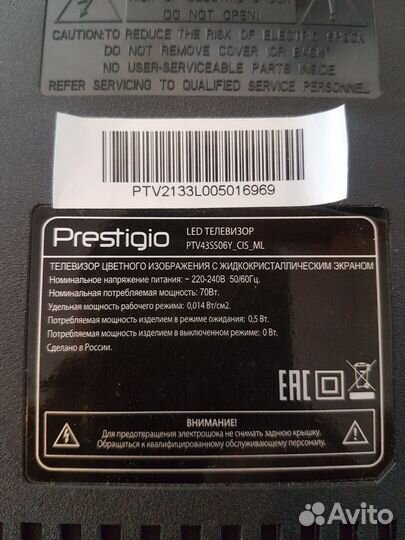 DO NOT OPEN!
CAUTION:TO REDUCE THE RISK OF ELECTRIC SHOCK
DO NOT REMOVE COVER (OR BACK)
NO USER-SERVICEABLE PARTS INSIDE
REFER SERVICING TO QUALIFIED SERVICE PERSONNEL
PTV2133L005016969
Prestigio
LED ТЕЛЕВИЗОР
PTV43SS06Y_CIS_ML
ТЕЛЕВИЗОР ЦВЕТНОГО ИЗОБРАЖЕНИЯ С ЖИДКОКРИСТАЛЛИЧЕСКИМ ЭКРАНОМ
Номинальное напряжение питания: ~ 220-240В 50/60Гц.
Номинальная потребляемая мощность: 70Вт.
Удельная мощность рабочего режима: 0,014 Вт/см2.
Потребляемая мощность изделием в режиме ожидания: 0,5 Вт.
Потребляемая мощность изделием в выключенном режиме: 0 Вт.
Сделано в России.
EAC
ВНИМАНИЕ!
Для предотвращения электрошока не снимать заднюю крышку.
Обращаться к квалифицированному обслуживающему персоналу.
Avito